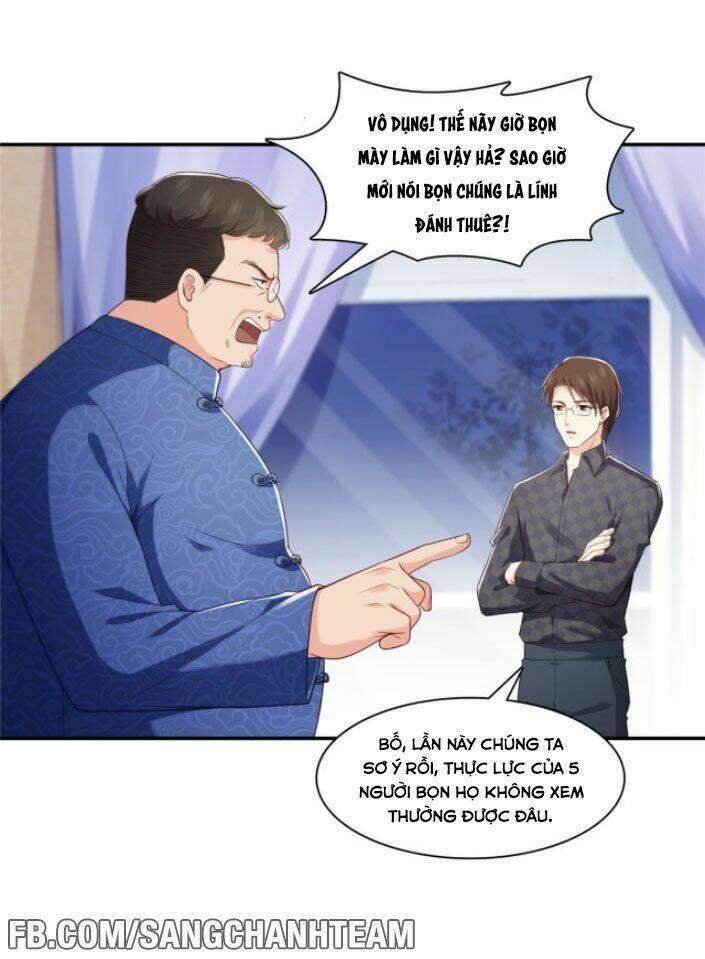 VÔ DỤNG! THẾ NÃY GIỜ BỌN
MÀY LÀM GÌ VẬY HẢ? SAO GIỜ
MỚI NÓI BỌN CHÚNG LÀ LÍNH
ĐÁNH THUÊ?!
BỐ, LẦN NÀY CHÚNG TA
SƠ Ý RỒI, THỰC LỰC CỦA 5
NGƯỜI BỌN HỌ KHÔNG XEM
THƯỜNG ĐƯỢC ĐÂU.
FB.COM/SANGCHANHTEAM